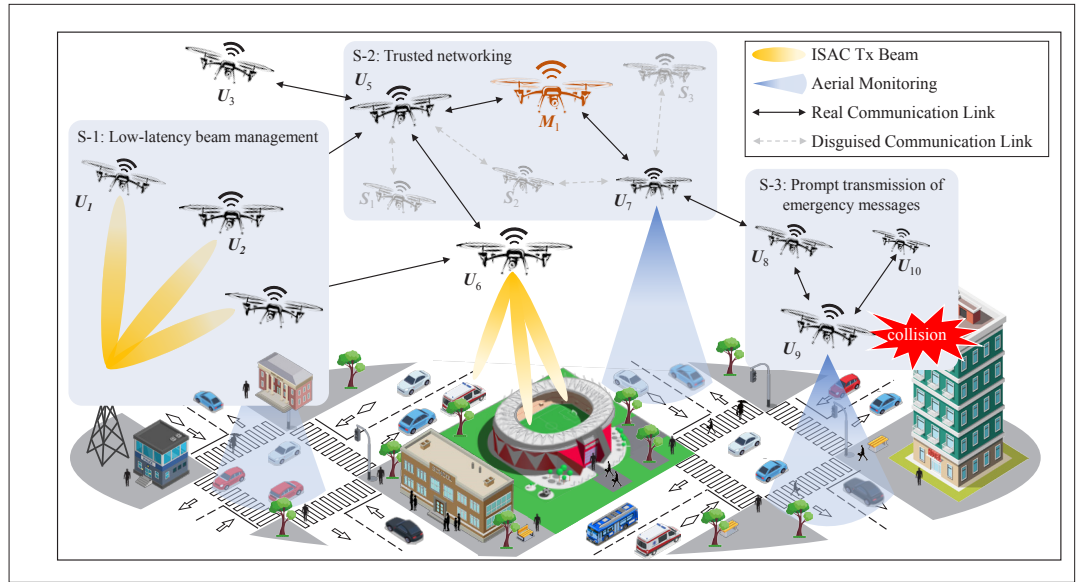 S-2: Trusted networking
ISAC Tx Beam
Aerial Monitoring
Real Communication Link
Disguised Communication Link
U3
U5
M1
S3
S-1: Low-latency beam management
U1
U2
S1
S2
U7
S-3: Prompt transmission of
emergency messages
U6
U8
U10
U9
collision